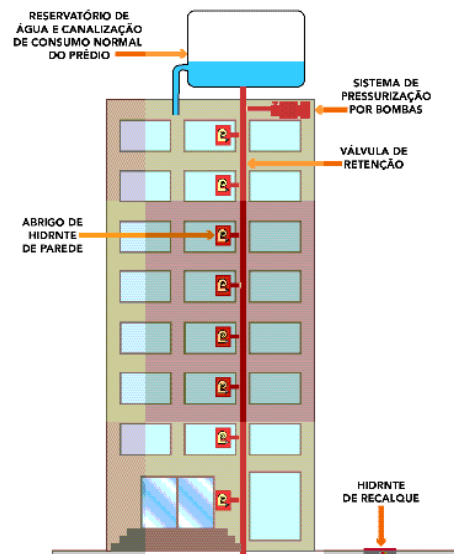 RESERVATÓRIO DE
ÁGUA E CANALIZAÇÃO
DE CONSUMO NORMAL
DO PRÉDIO
SISTEMA DE
PRESSURIZAÇÃO
POR BOMBAS
VÁLVULA DE
RETENÇÃO
ABRIGO DE
HIDRNTE
DE PAREDE
HIDRNTE
DE RECALQUE